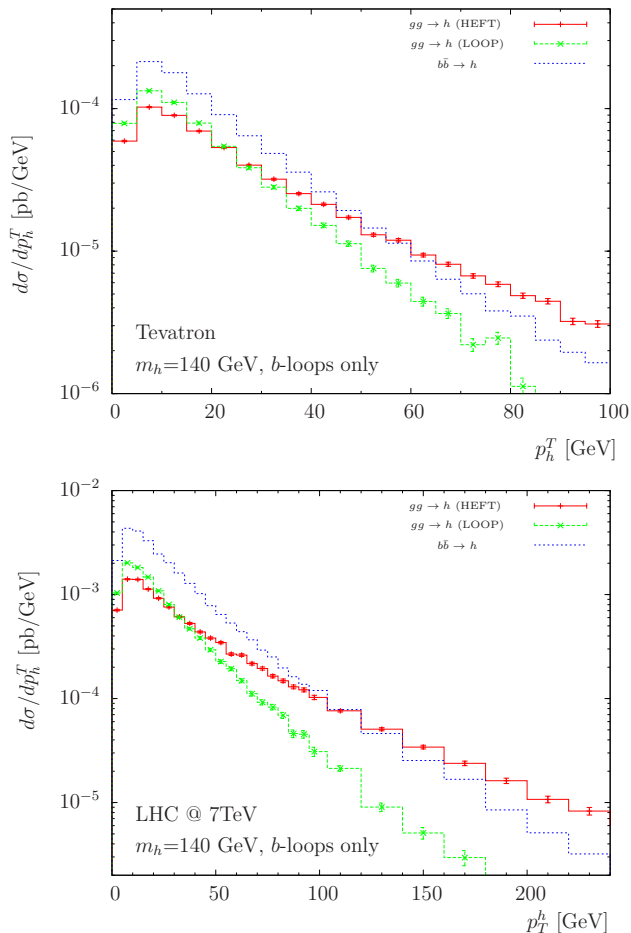 gg → h (HEFT)
gg → h (LOOP)
bb̄ → h
10⁻⁴
10⁻⁵
10⁻⁶
dσ/dp_h^T [pb/GeV]
Tevatron
m_h=140 GeV, b-loops only
0 20 40 60 80 100
p_h^T [GeV]
10⁻²
gg → h (HEFT)
gg → h (LOOP)
bb̄ → h
10⁻³
10⁻⁴
10⁻⁵
dσ/dp_h^T [pb/GeV]
LHC @ 7TeV
m_h=140 GeV, b-loops only
0 50 100 150 200
p_T^h [GeV]